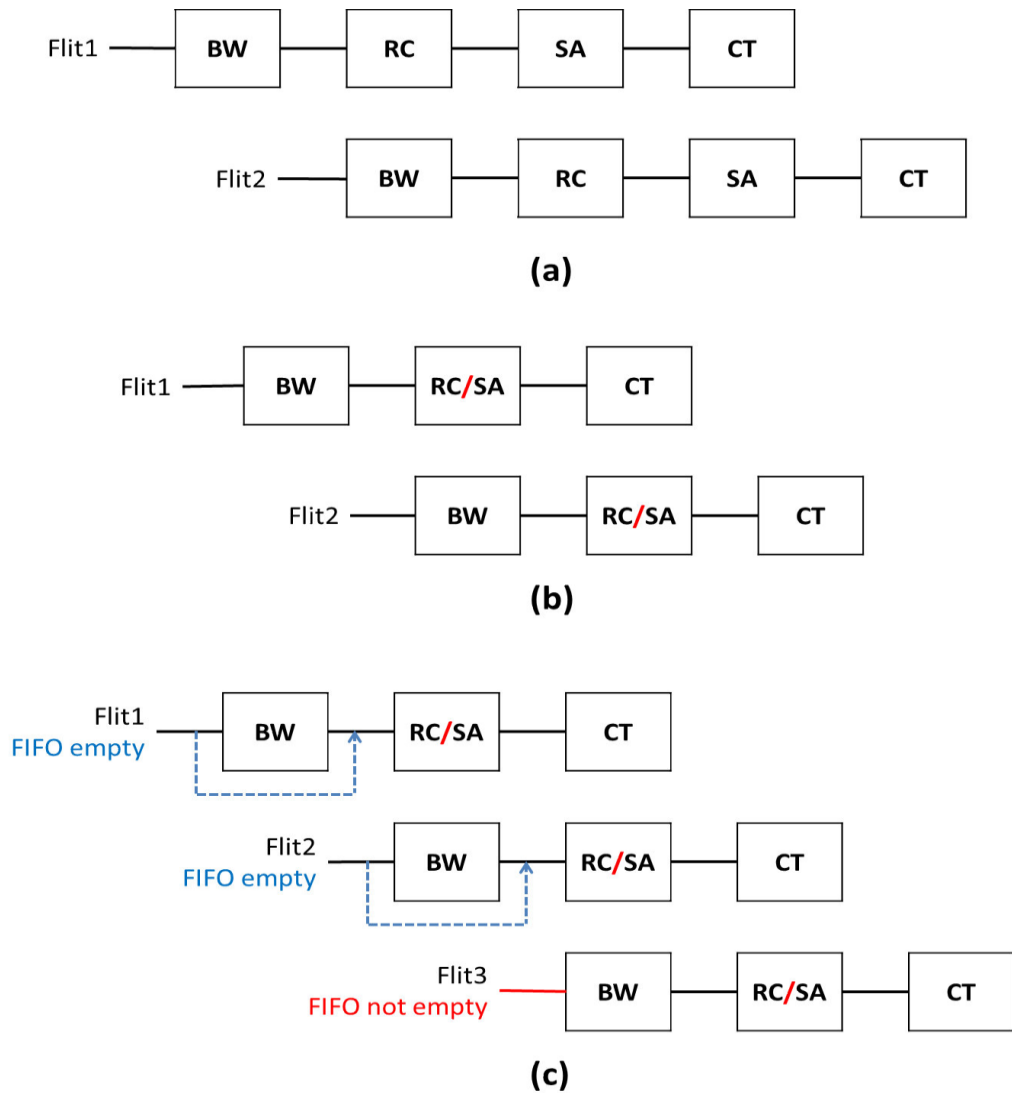 Flit1 BW RC SA CT
Flit2 BW RC SA CT
(a)
Flit1 BW RC/SA CT
Flit2 BW RC/SA CT
(b)
Flit1
FIFO empty
BW RC/SA CT
Flit2
FIFO empty
BW RC/SA CT
Flit3
FIFO not empty
BW RC/SA CT
(c)